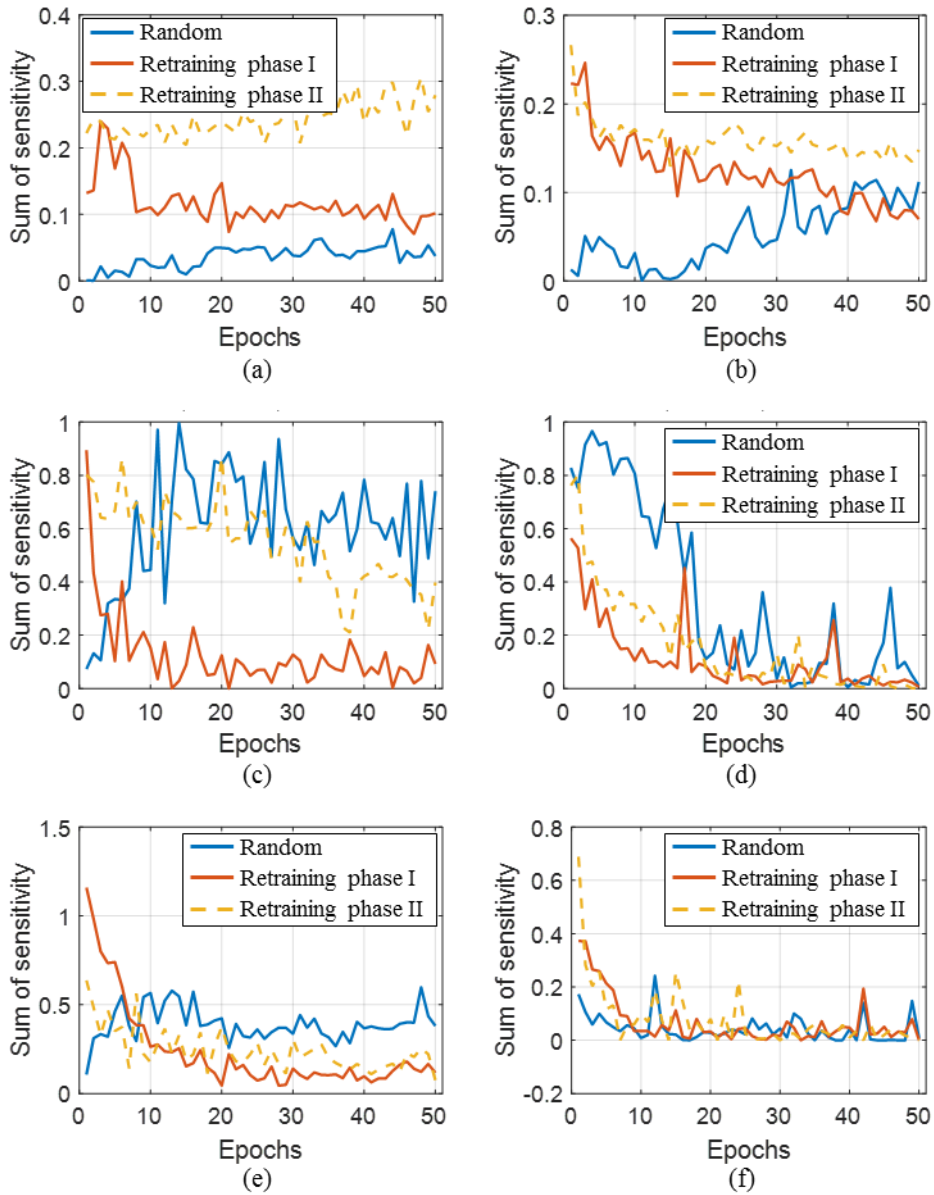 0.4
0.3
0.2
0.1
0
Sum of sensitivity
Random
Retraining phase I
Retraining phase II
0 10 20 30 40 50
Epochs
(a)
0.3
0.2
0.1
0
Sum of sensitivity
Random
Retraining phase I
Retraining phase II
0 10 20 30 40 50
Epochs
(b)
1
0.8
0.6
0.4
0.2
0
Sum of sensitivity
0 10 20 30 40 50
Epochs
(c)
1
0.8
0.6
0.4
0.2
0
Sum of sensitivity
Random
Retraining phase I
Retraining phase II
0 10 20 30 40 50
Epochs
(d)
1.5
1
0.5
0
Sum of sensitivity
Random
Retraining phase I
Retraining phase II
0 10 20 30 40 50
Epochs
(e)
0.8
0.6
0.4
0.2
0
-0.2
Sum of sensitivity
Random
Retraining phase I
Retraining phase II
0 10 20 30 40 50
Epochs
(f)